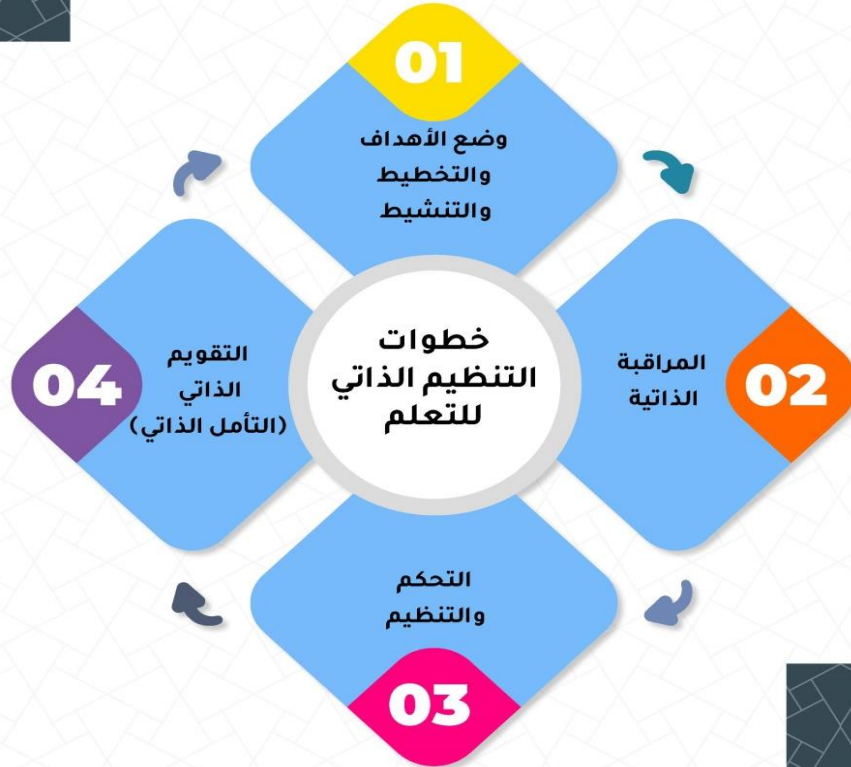 01
وضع الأهداف
والتخطيط
والتنشيط
خطوات
التنظيم الذاتي
للتعلم
المراقبة
الذاتية
02
التحكم
والتنظيم
03
التقويم
الذاتي
(التأمل الذاتي)
04